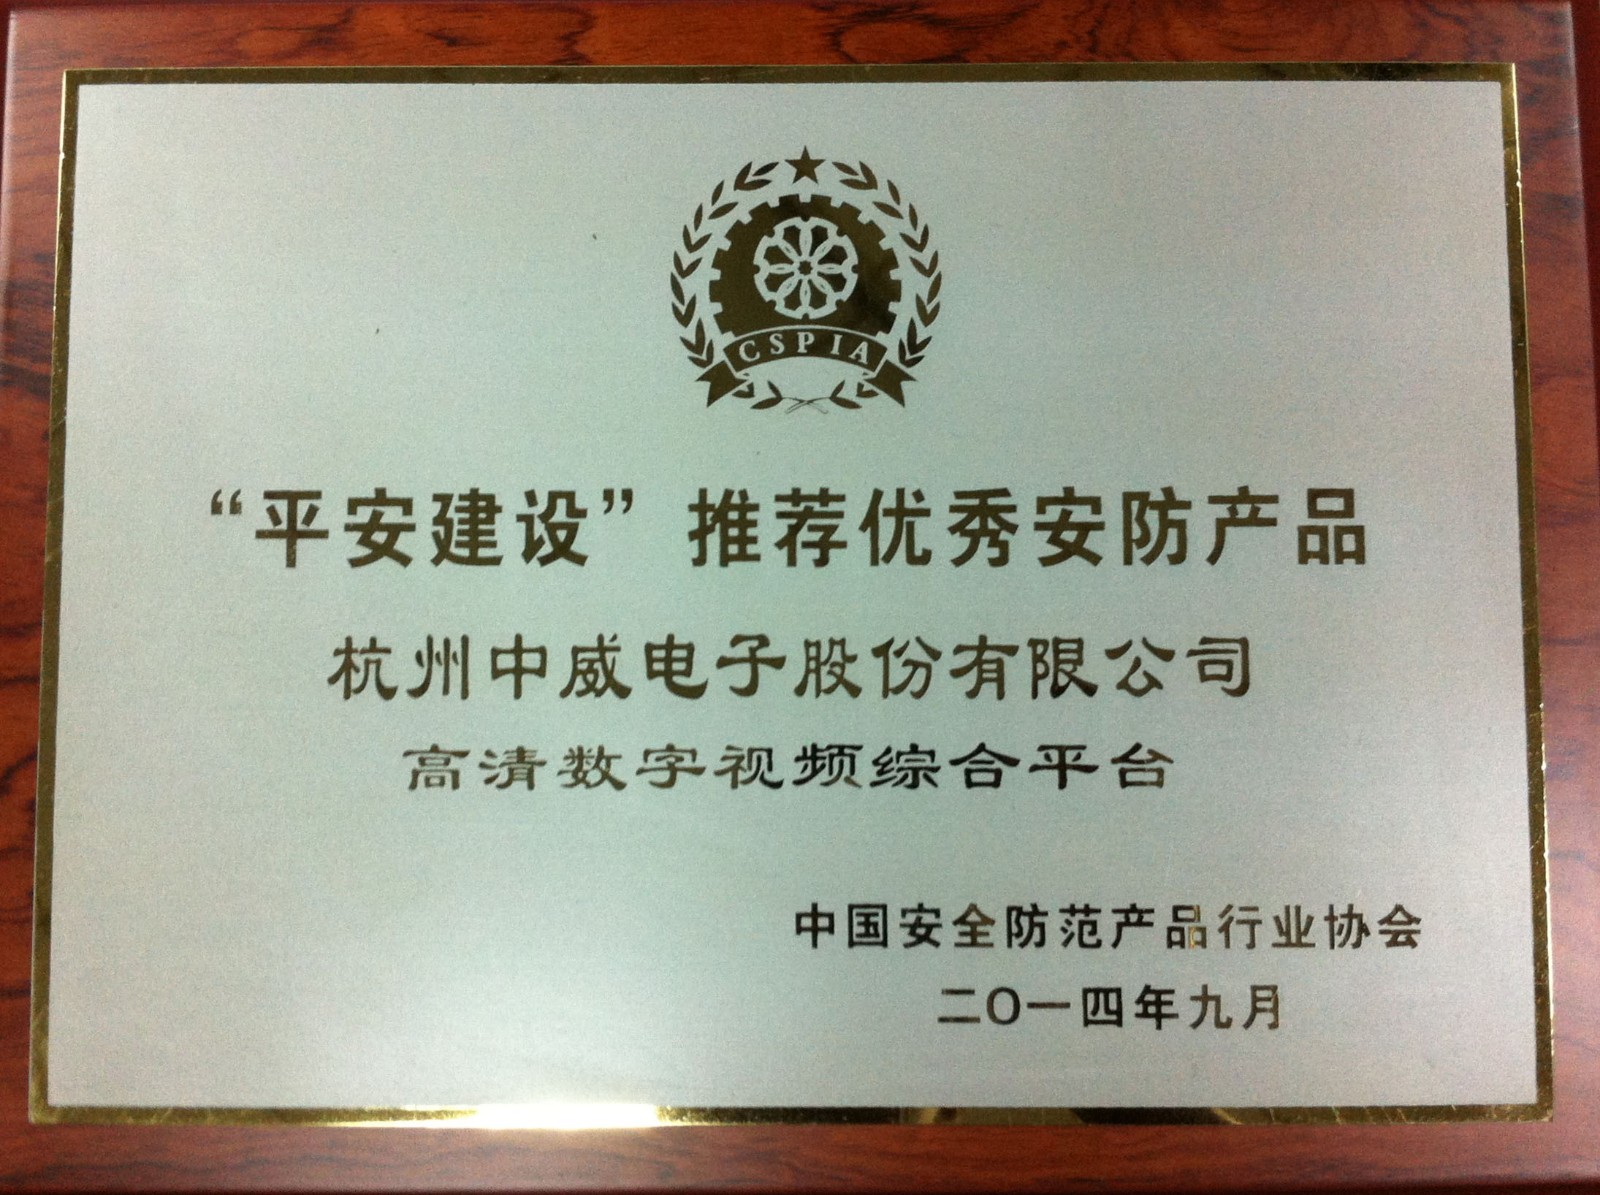 CSPIA
“平安建设”推荐优秀安防产品
杭州中威电子股份有限公司
高清数字视频综合平台
中国安全防范产品行业协会
二〇一四年九月